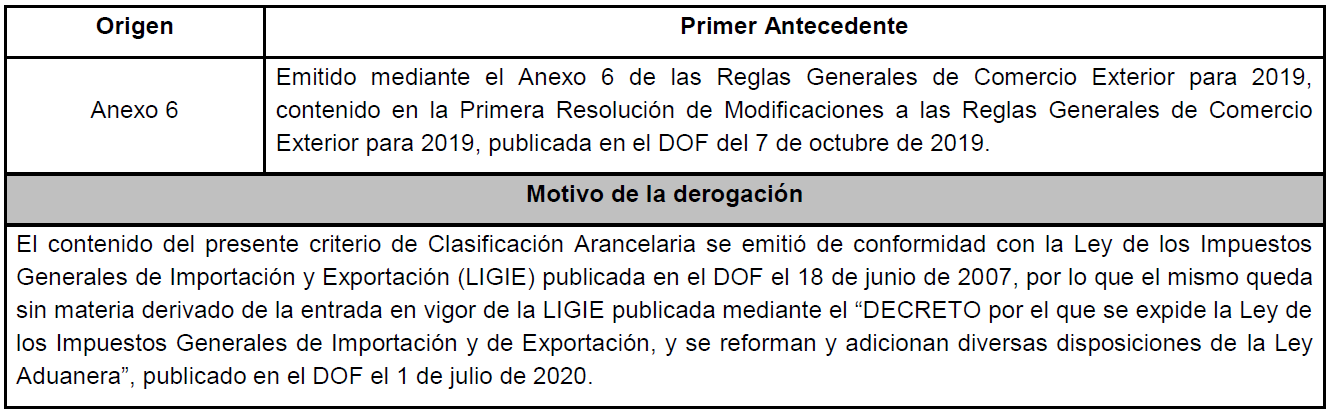 Origen
Primer Antecedente
Anexo 6
Emitido mediante el Anexo 6 de las Reglas Generales de Comercio Exterior para 2019,
contenido en la Primera Resolución de Modificaciones a las Reglas Generales de Comercio
Exterior para 2019, publicada en el DOF del 7 de octubre de 2019.
Motivo de la derogación
El contenido del presente criterio de Clasificación Arancelaria se emitió de conformidad con la Ley de los Impuestos
Generales de Importación y Exportación (LIGIE) publicada en el DOF el 18 de junio de 2007, por lo que el mismo queda
sin materia derivado de la entrada en vigor de la LIGIE publicada mediante el “DECRETO por el que se expide la Ley de
los Impuestos Generales de Importación y de Exportación, y se reforman y adicionan diversas disposiciones de la Ley
Aduanera”, publicado en el DOF el 1 de julio de 2020.